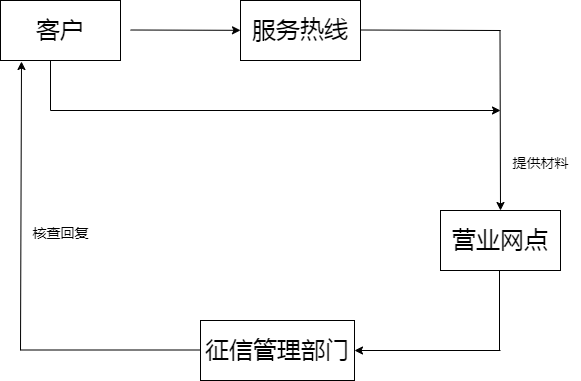 客户
服务热线
提供材料
营业网点
核查回复
征信管理部门